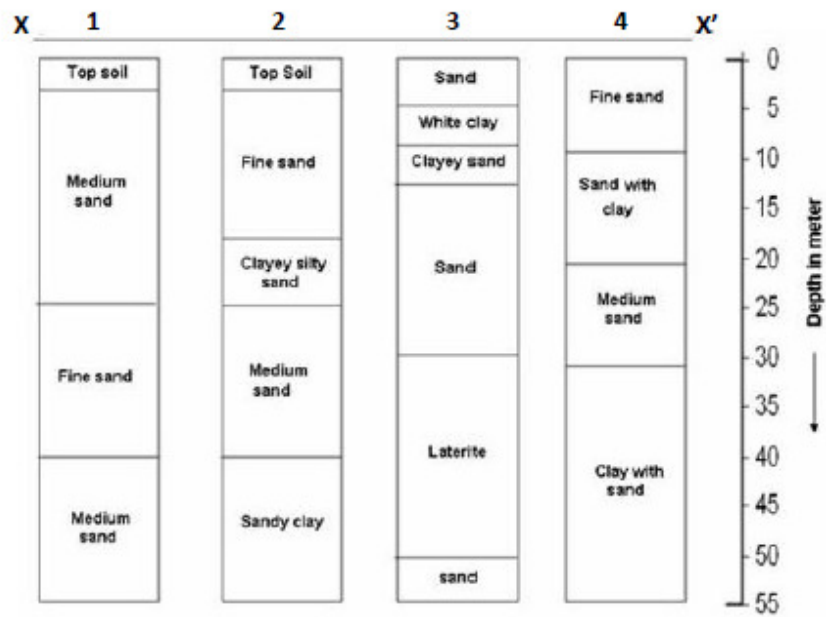 X 1 2 3 4 X'
Top soil
Medium
sand
Fine sand
Medium
sand
Top Soil
Fine sand
Clayey silty
sand
Medium
sand
Sandy clay
Sand
White clay
Clayey sand
Sand
Laterite
sand
Fine sand
Sand with
clay
Medium
sand
Clay with
sand
0
5
10
15
20
25
30
35
40
45
50
55
Depth in meter